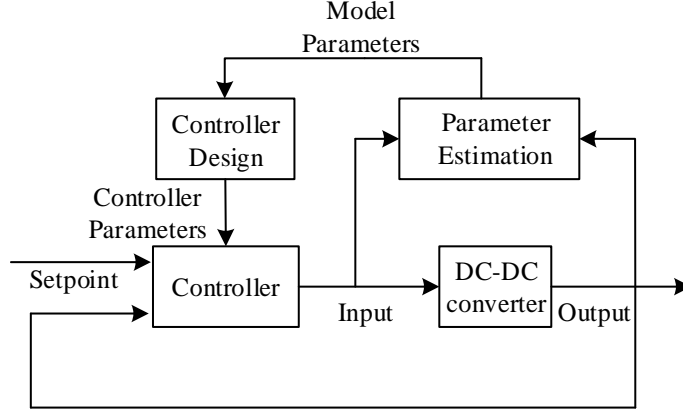 Model
Parameters
Controller
Design
Parameter
Estimation
Controller
Parameters
Setpoint
Controller
Input
DC-DC
converter
Output